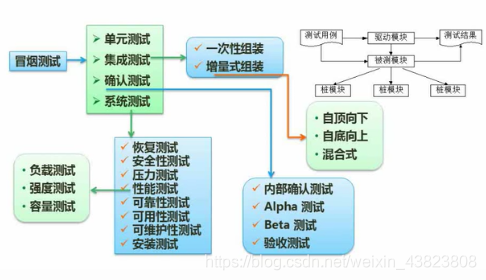 冒烟测试
单元测试
集成测试
确认测试
系统测试
一次性组装
增量式组装
测试用例
驱动模块
测试结果
被测模块
桩模块
桩模块
桩模块
自顶向下
自底向上
混合式
恢复测试
安全性测试
压力测试
性能测试
可靠性测试
可用性测试
可维护性测试
安装测试
负载测试
强度测试
容量测试
内部确认测试
Alpha 测试
Beta 测试
验收测试
https://blog.csdn.net/weixin_43823808